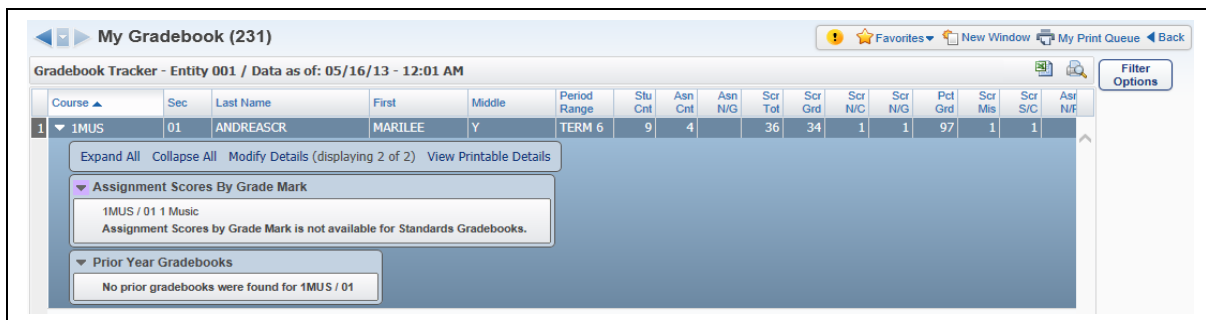 My Gradebook (231)
Favorites New Window My Print Queue Back
Gradebook Tracker - Entity 001 / Data as of: 05/16/13 - 12:01 AM
Filter
Options
Course Sec Last Name First Middle Period Range Stu Cnt Asn Cnt Asn N/G Scr Tot Scr Grd Scr N/C Scr N/G Pct Grd Scr Mis Scr S/C Asn N/F
1 1MUS 01 ANDREASCR MARILEE Y TERM 6 9 4 36 34 1 1 97 1 1
Expand All Collapse All Modify Details (displaying 2 of 2) View Printable Details
Assignment Scores By Grade Mark
1MUS / 01 1 Music
Assignment Scores by Grade Mark is not available for Standards Gradebooks.
Prior Year Gradebooks
No prior gradebooks were found for 1MUS / 01